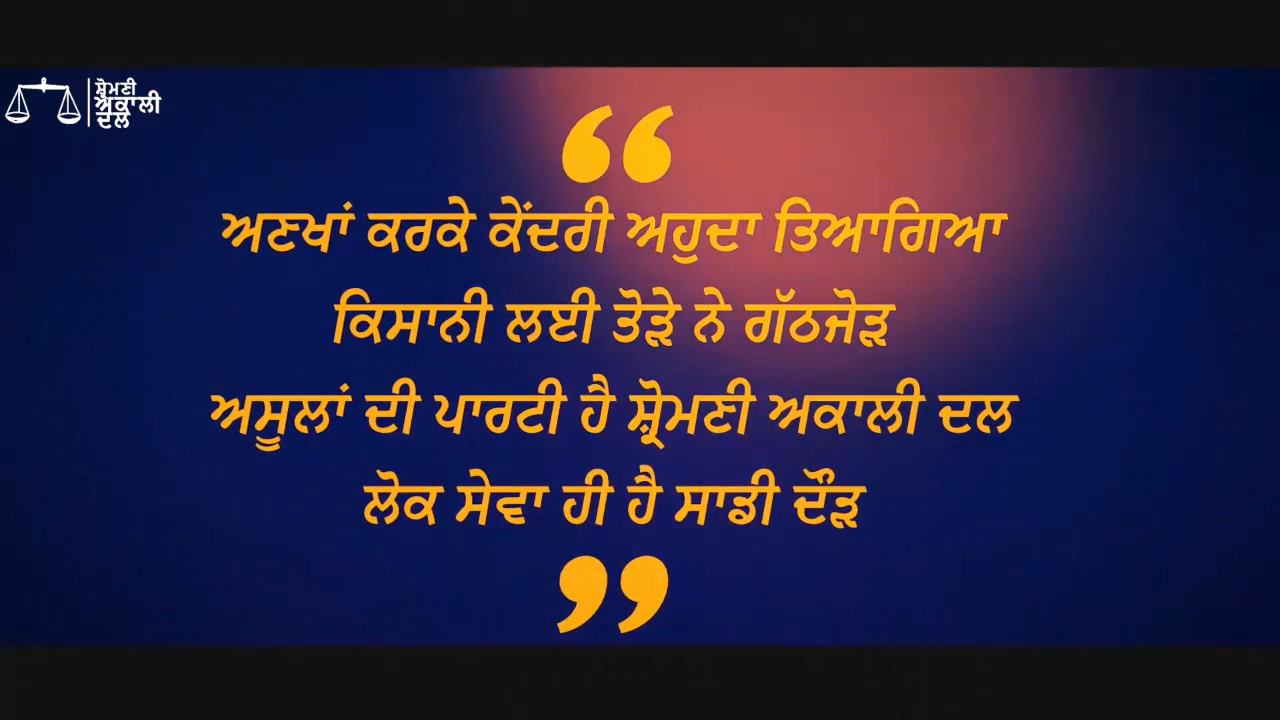 ਸ਼੍ਰੋਮਣੀ
ਅਕਾਲੀ
ਦਲ
“
ਅਣਖਾਂ ਕਰਕੇ ਕੇਂਦਰੀ ਅਹੁਦਾ ਤਿਆਗਿਆ
ਕਿਸਾਨੀ ਲਈ ਤੋੜੇ ਨੇ ਗੱਠਜੋੜ
ਅਸੂਲਾਂ ਦੀ ਪਾਰਟੀ ਹੈ ਸ਼੍ਰੋਮਣੀ ਅਕਾਲੀ ਦਲ
ਲੋਕ ਸੇਵਾ ਹੀ ਹੈ ਸਾਡੀ ਦੌੜ
”